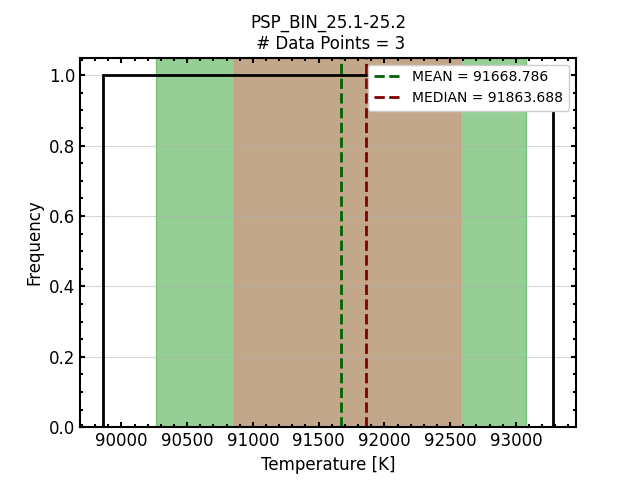 PSP_BIN_25.1-25.2
# Data Points = 3
MEAN = 91668.786
MEDIAN = 91863.688
1.0
0.8
0.6
0.4
0.2
0.0
Frequency
90000 90500 91000 91500 92000 92500 93000
Temperature [K]